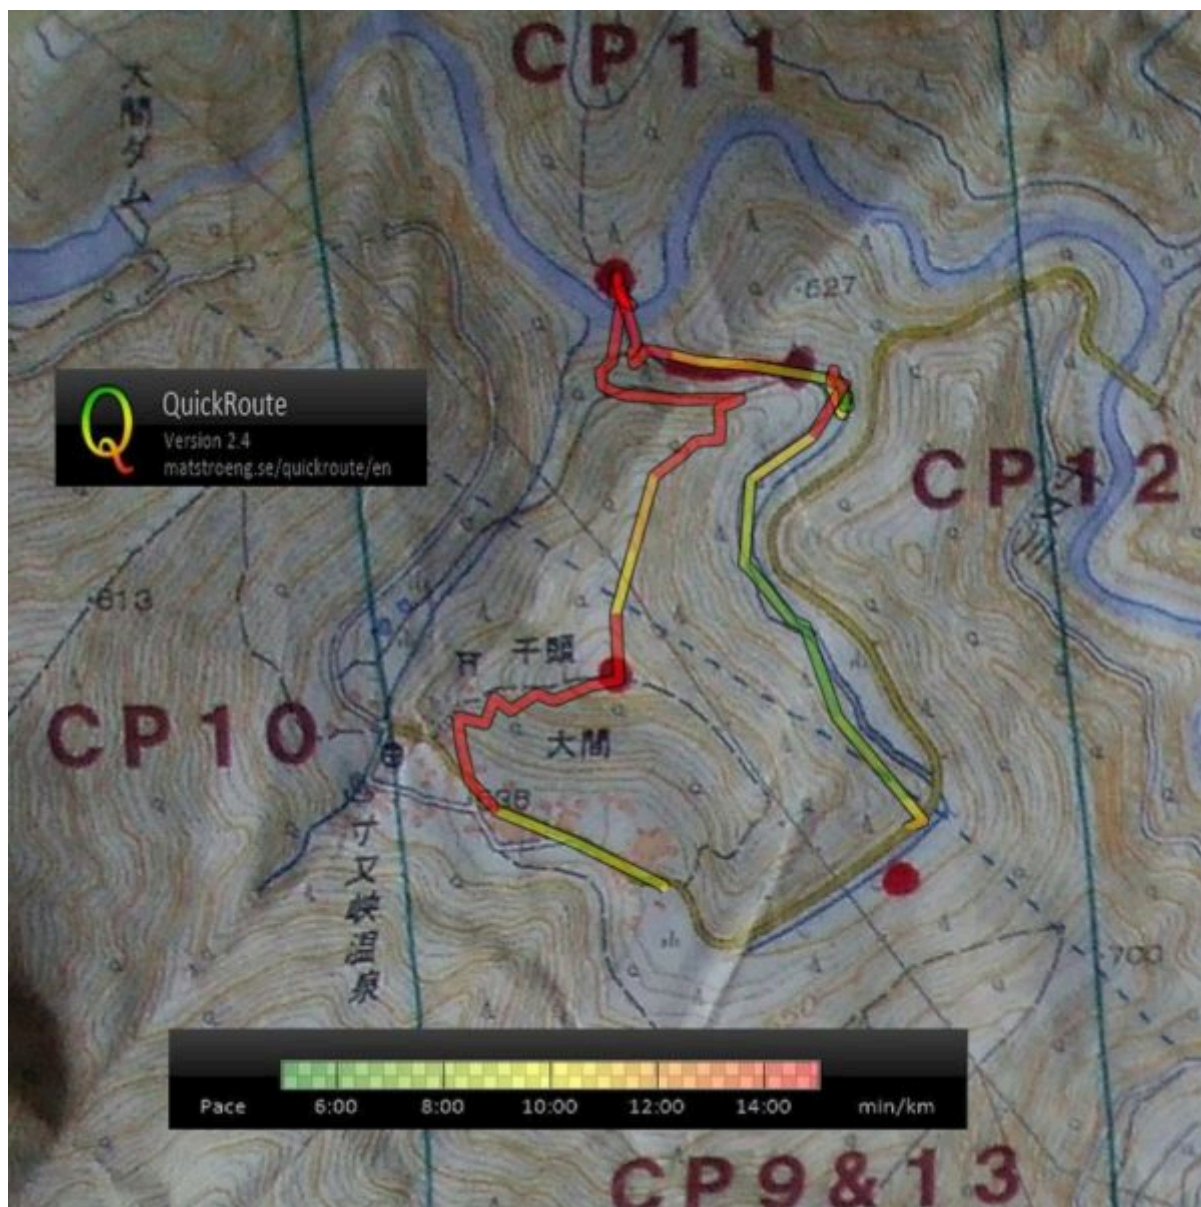 CP11
大間ダム
627
QuickRoute
Version 2.4
matstroeng.se/quickroute/en
CP12
613
千頭
CP10
大間
536
寸又峡温泉
700
Pace 6:00 8:00 10:00 12:00 14:00 min/km
CP9&13